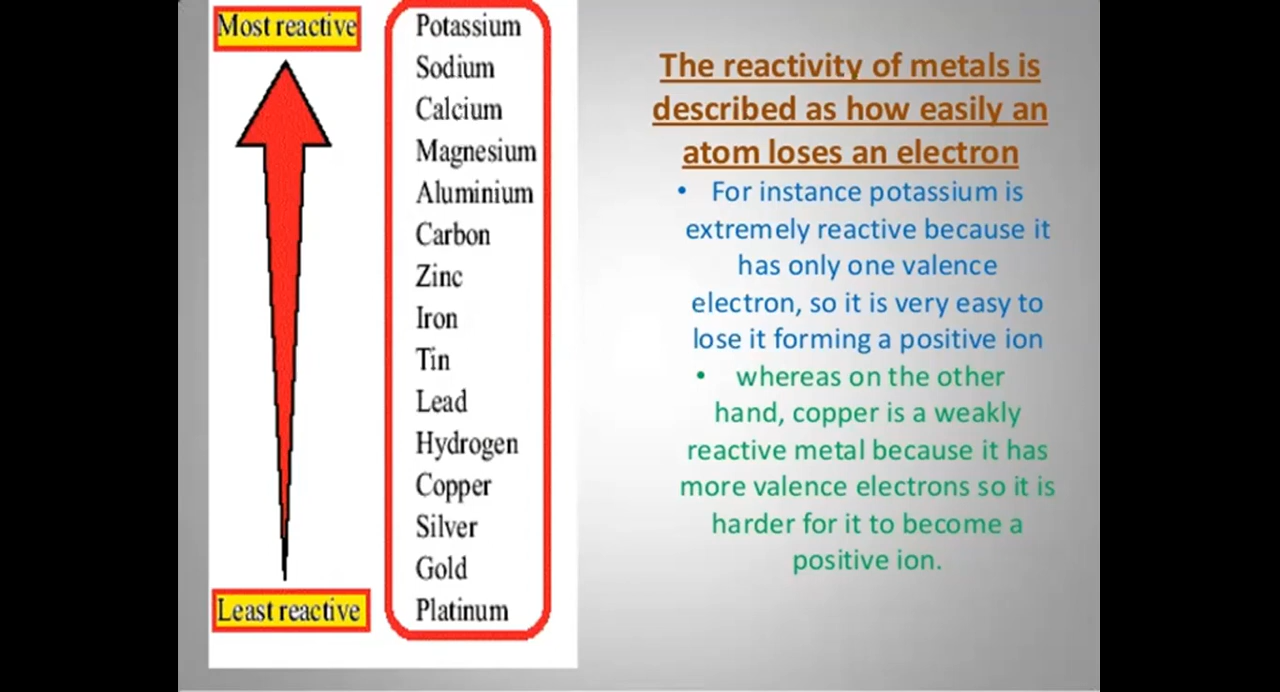 Most reactive
Potassium
Sodium
Calcium
Magnesium
Aluminium
Carbon
Zinc
Iron
Tin
Lead
Hydrogen
Copper
Silver
Gold
Platinum
Least reactive
The reactivity of metals is
described as how easily an
atom loses an electron
• For instance potassium is
extremely reactive because it
has only one valence
electron, so it is very easy to
lose it forming a positive ion
• whereas on the other
hand, copper is a weakly
reactive metal because it has
more valence electrons so it is
harder for it to become a
positive ion.